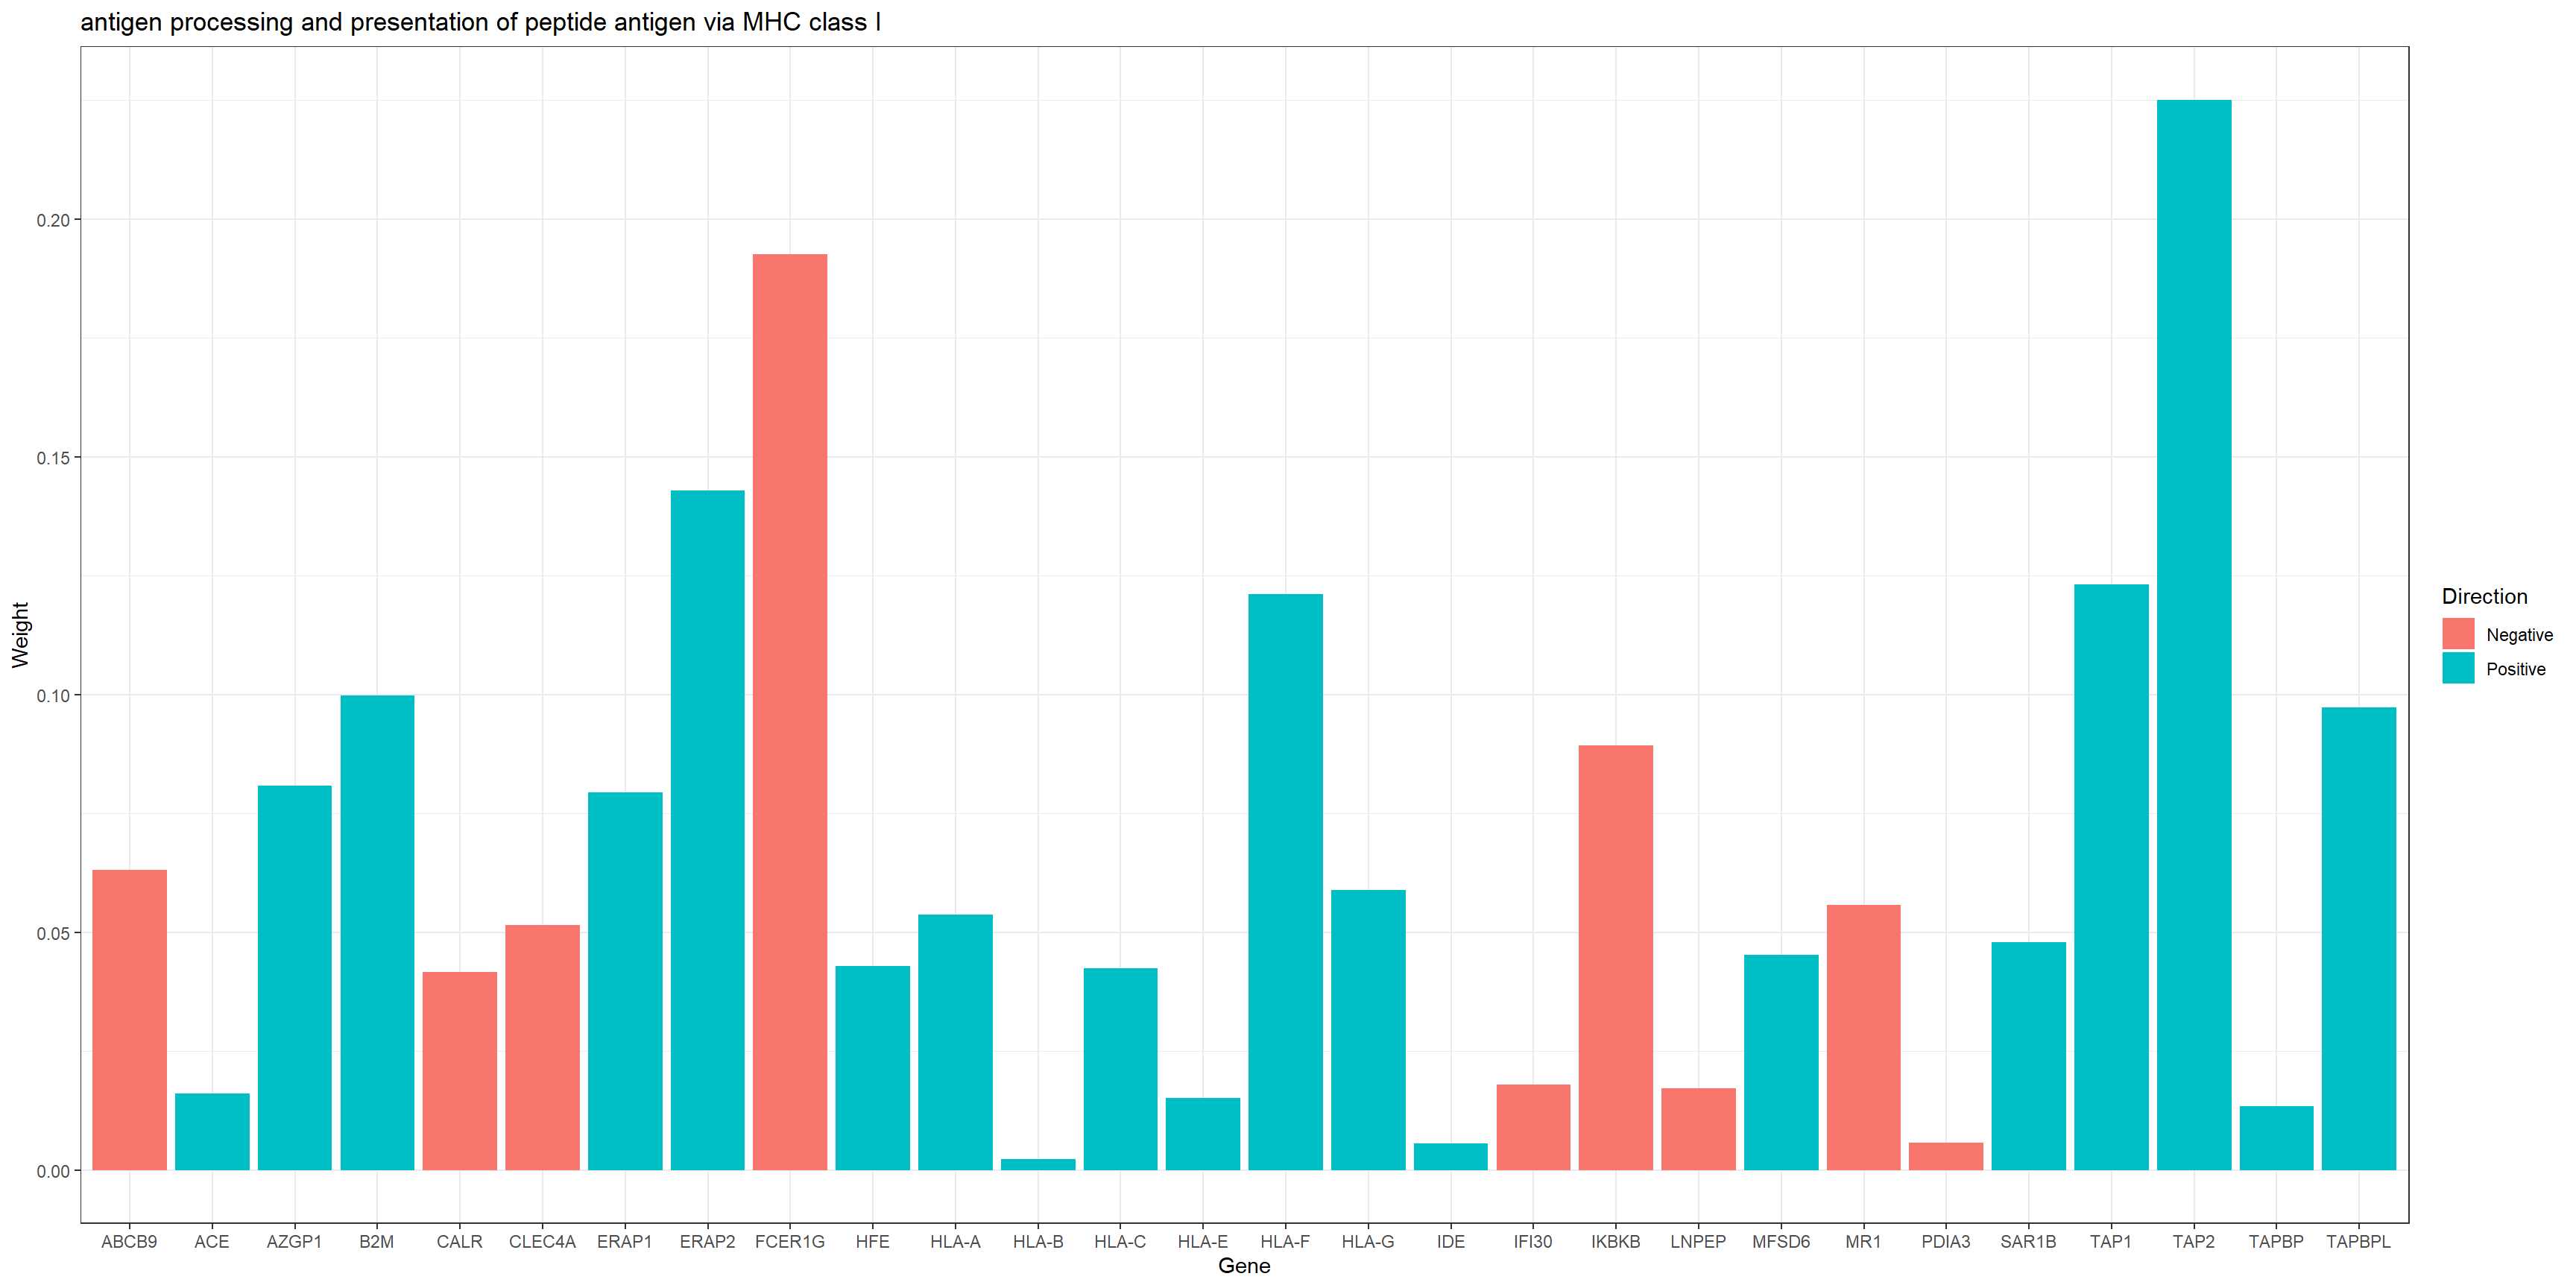 antigen processing and presentation of peptide antigen via MHC class I
Weight
0.20
0.15
0.10
0.05
0.00
ABCB9 ACE AZGP1 B2M CALR CLEC4A ERAP1 ERAP2 FCER1G HFE HLA-A HLA-B HLA-C HLA-E HLA-F HLA-G IDE IFI30 IKBKB LNPEP MFSD6 MR1 PDIA3 SAR1B TAP1 TAP2 TAPBP TAPBPL
Gene
Direction
Negative
Positive